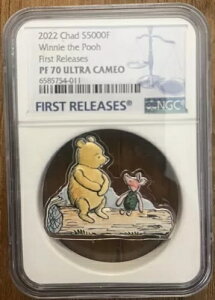 2022 Chad S5000F
Winnie the Pooh
First Releases
PF 70 ULTRA CAMEO
6585754-011
FIRST RELEASES®
NGC